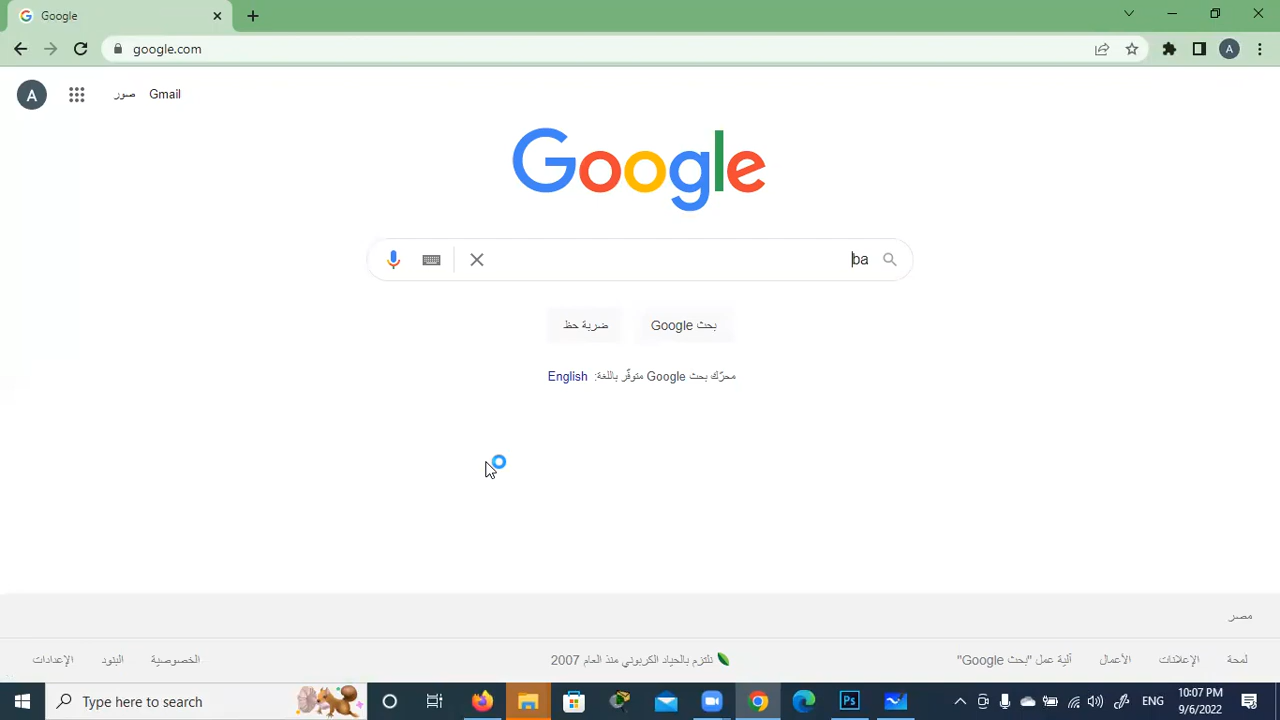 Google
google.com
A
A
صور
Gmail
Google
ba
بحث Google
ضربة حظ
محرّك بحث Google متوفّر باللغة: English
مصر
لمحة
الإعلانات
الأعمال
آلية عمل "بحث Google"
نلتزم بالحياد الكربوني منذ العام 2007
الخصوصية
البنود
الإعدادات
Type here to search
Ps
ENG
10:07 PM
9/6/2022